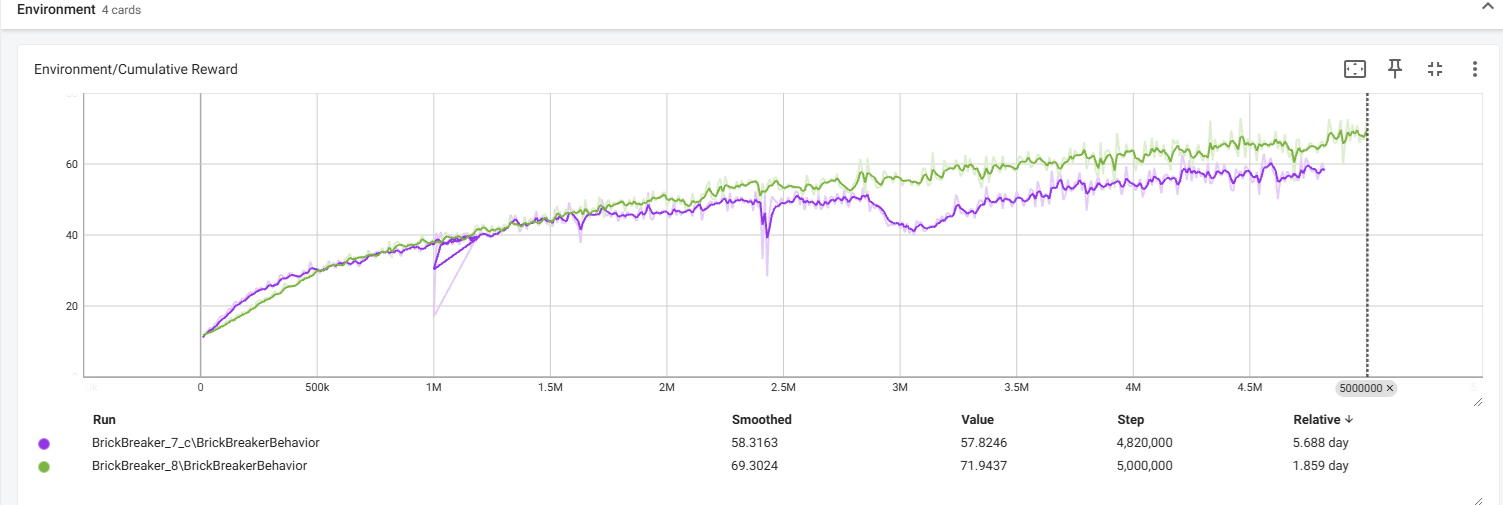 Environment 4 cards
Environment/Cumulative Reward
60
40
20
0 500k 1M 1.5M 2M 2.5M 3M 3.5M 4M 4.5M 5000000 ×
Run Smoothed Value Step Relative ↓
BrickBreaker_7_c\BrickBreakerBehavior 58.3163 57.8246 4,820,000 5.688 day
BrickBreaker_8\BrickBreakerBehavior 69.3024 71.9437 5,000,000 1.859 day